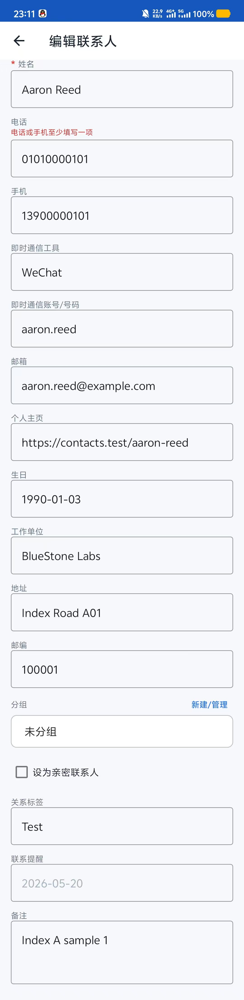 23:11 22.9 KB/s 4G+ 5G 100%
编辑联系人
* 姓名
Aaron Reed
电话
电话或手机至少填写一项
01010000101
手机
13900000101
即时通信工具
WeChat
即时通信账号/号码
aaron.reed
邮箱
aaron.reed@example.com
个人主页
https://contacts.test/aaron-reed
生日
1990-01-03
工作单位
BlueStone Labs
地址
Index Road A01
邮编
100001
分组 新建/管理
未分组
设为亲密联系人
关系标签
Test
联系提醒
2026-05-20
备注
Index A sample 1